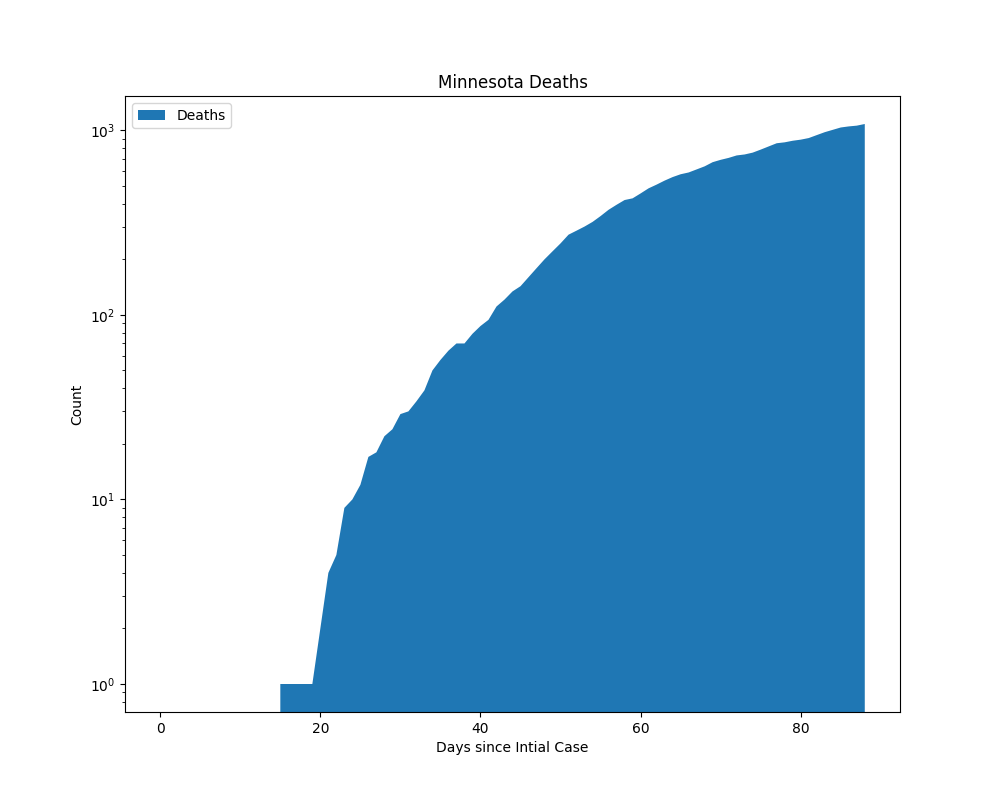 Minnesota Deaths
Deaths
10³
10²
10¹
10⁰
Count
0 20 40 60 80
Days since Intial Case